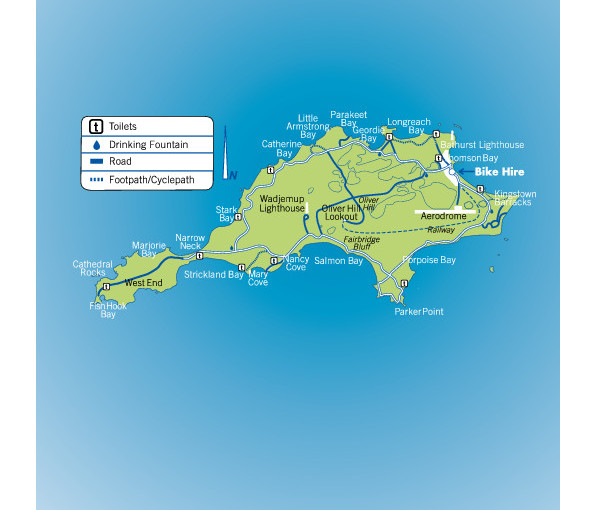 t Toilets
Drinking Fountain
Road
Footpath/Cyclepath
N
Little
Armstrong
Bay
Parakeet
Bay
Geordie
Bay
Longreach
Bay
Catherine
Bay
Bathurst Lighthouse
omson Bay
Bike Hire
Kingstown
Barracks
Wadjemup
Lighthouse
Oliver Hill
Lookout
Oliver
Hill
Aerodrome
Railway
Stark
Bay
Fairbridge
Bluff
Narrow
Neck
Marjorie
Bay
Cathedral
Rocks
West End
Fish Hook
Bay
Strickland Bay
Mary
Cove
Nancy
Cove
Salmon Bay
Porpoise Bay
Parker Point
t
t
t
t
t
t
t
t
t
t